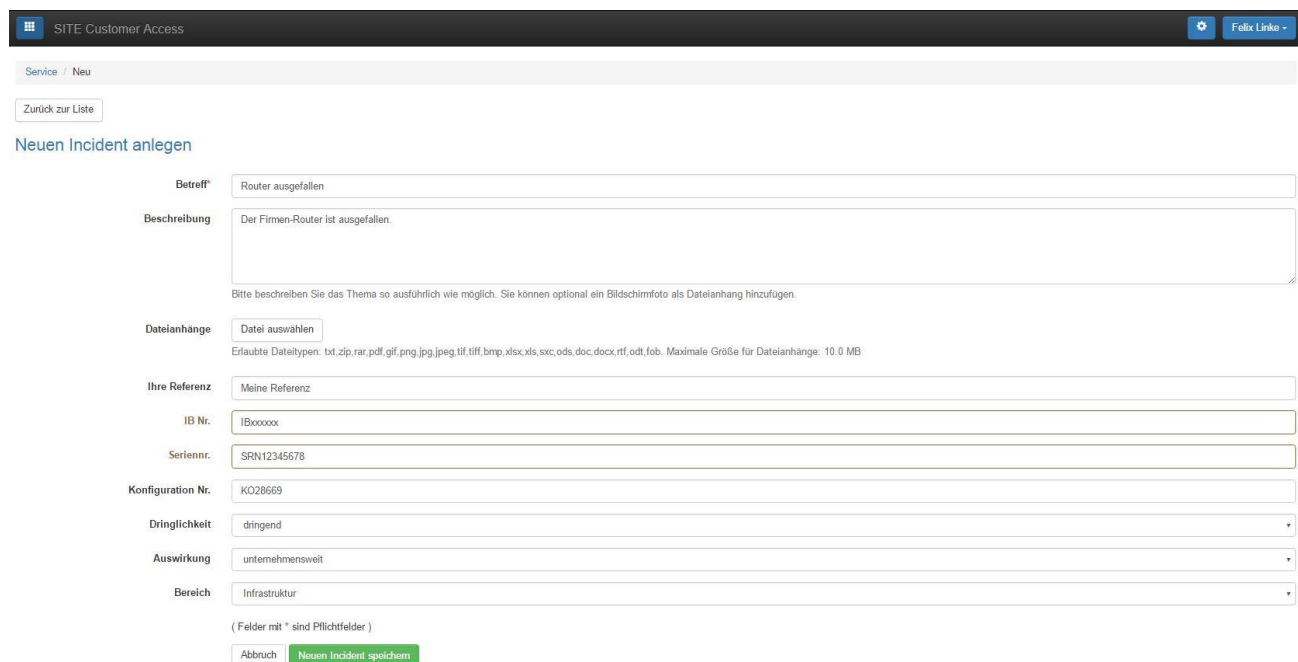 SITE Customer Access
Felix Linke
Service / Neu
Zurück zur Liste
Neuen Incident anlegen
Betreff* Router ausgefallen
Beschreibung Der Firmen-Router ist ausgefallen.
Bitte beschreiben Sie das Thema so ausführlich wie möglich. Sie können optional ein Bildschirmfoto als Dateianhang hinzufügen.
Dateianhänge Datei auswählen
Erlaubte Dateitypen: txt,zip,rar,pdf,gif,png,jpg,jpeg,tif,tiff,bmp,xlsx,xls,sxc,ods,doc,docx,rtf,odt,fob. Maximale Größe für Dateianhänge: 10.0 MB
Ihre Referenz Meine Referenz
IB Nr. IBxxxxxx
Seriennr. SRN12345678
Konfiguration Nr. KO28669
Dringlichkeit dringend
Auswirkung unternehmensweit
Bereich Infrastruktur
( Felder mit * sind Pflichtfelder )
Abbruch Neuen Incident speichern